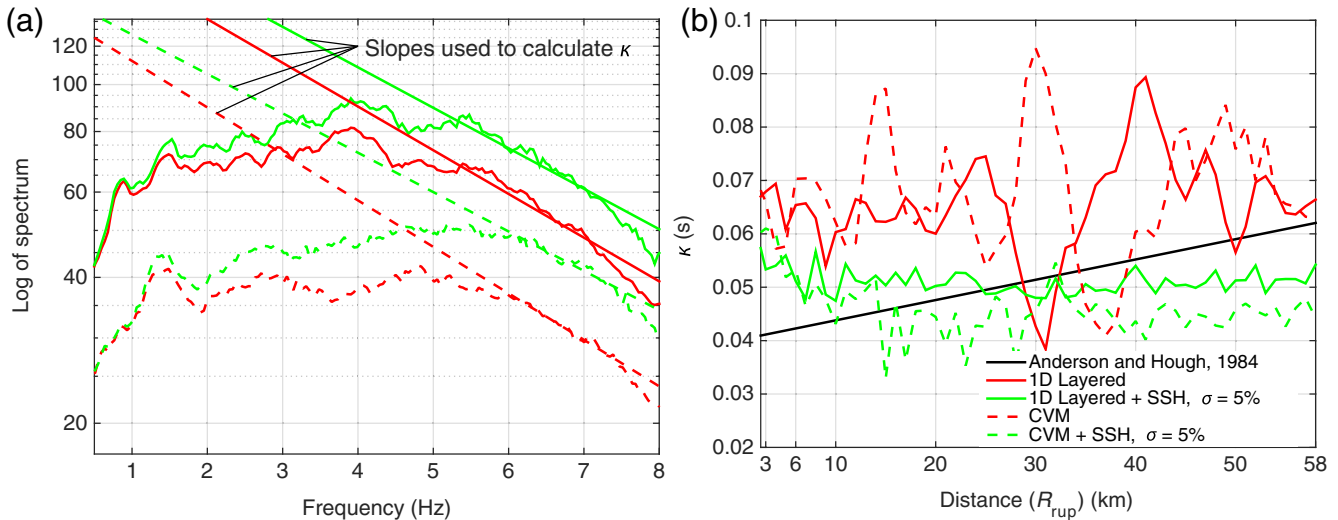 (a)
Slopes used to calculate κ
120
100
80
60
40
20
Log of spectrum
1 2 3 4 5 6 7 8
Frequency (Hz)
(b)
0.1
0.09
0.08
0.07
0.06
0.05
0.04
0.03
0.02
κ (s)
Anderson and Hough, 1984
1D Layered
1D Layered + SSH, σ = 5%
CVM
CVM + SSH, σ = 5%
3 6 10 20 30 40 50 58
Distance (R_rup) (km)